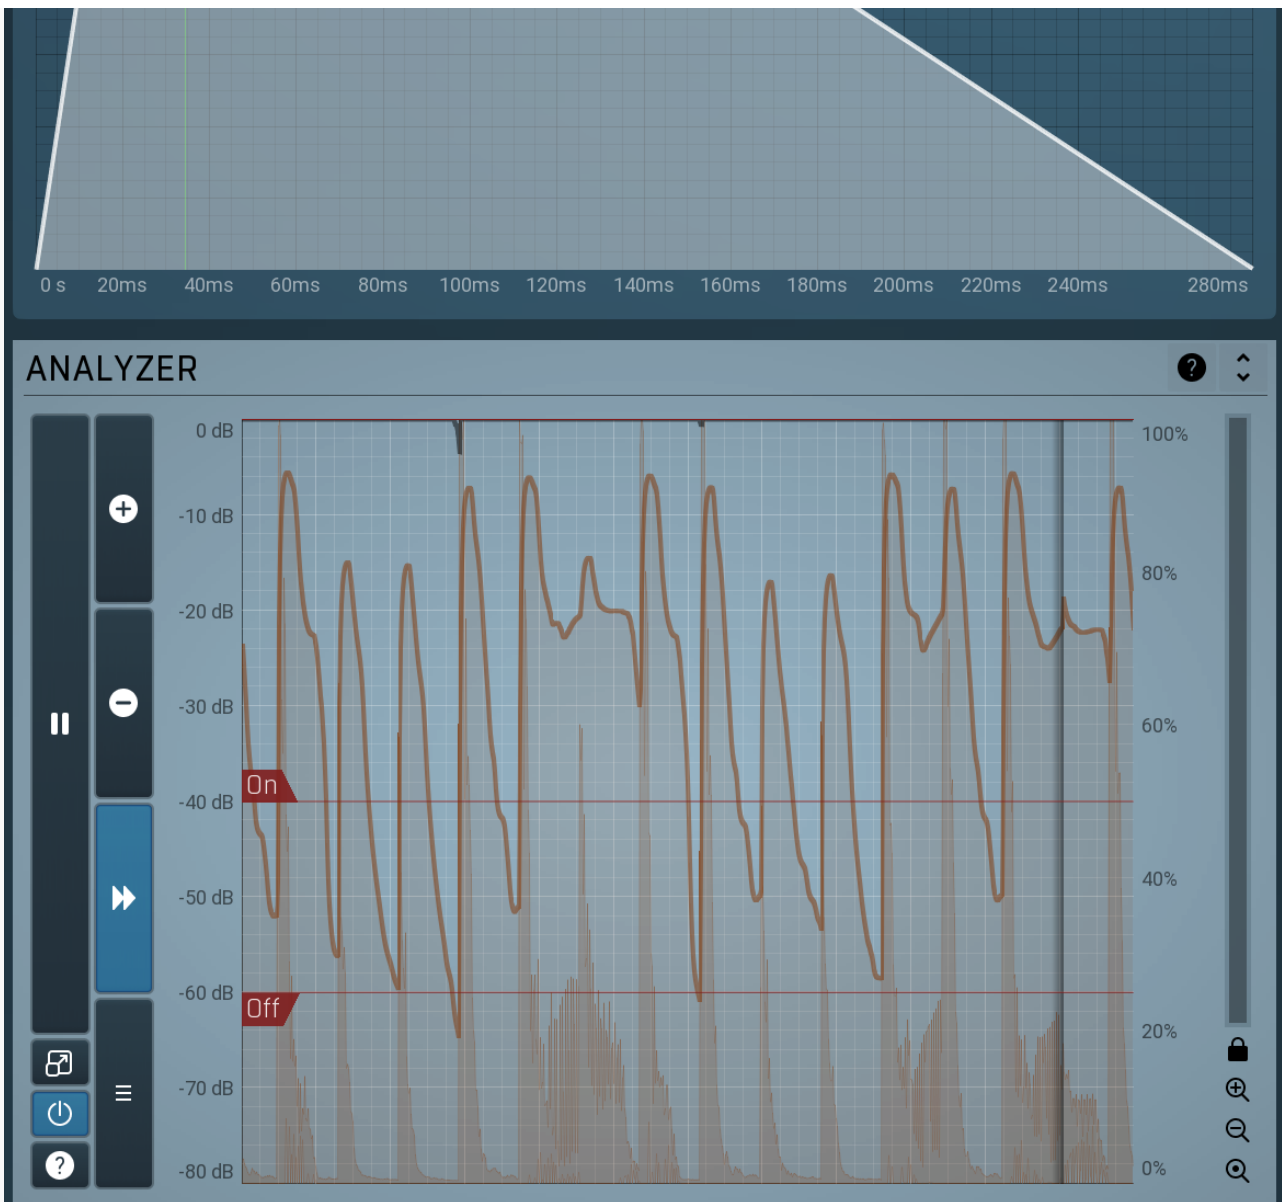 0 s 20ms 40ms 60ms 80ms 100ms 120ms 140ms 160ms 180ms 200ms 220ms 240ms 280ms
ANALYZER
?
0 dB
100%
-10 dB
80%
-20 dB
-30 dB
60%
On
-40 dB
40%
-50 dB
-60 dB
Off
20%
-70 dB
-80 dB
0%
?